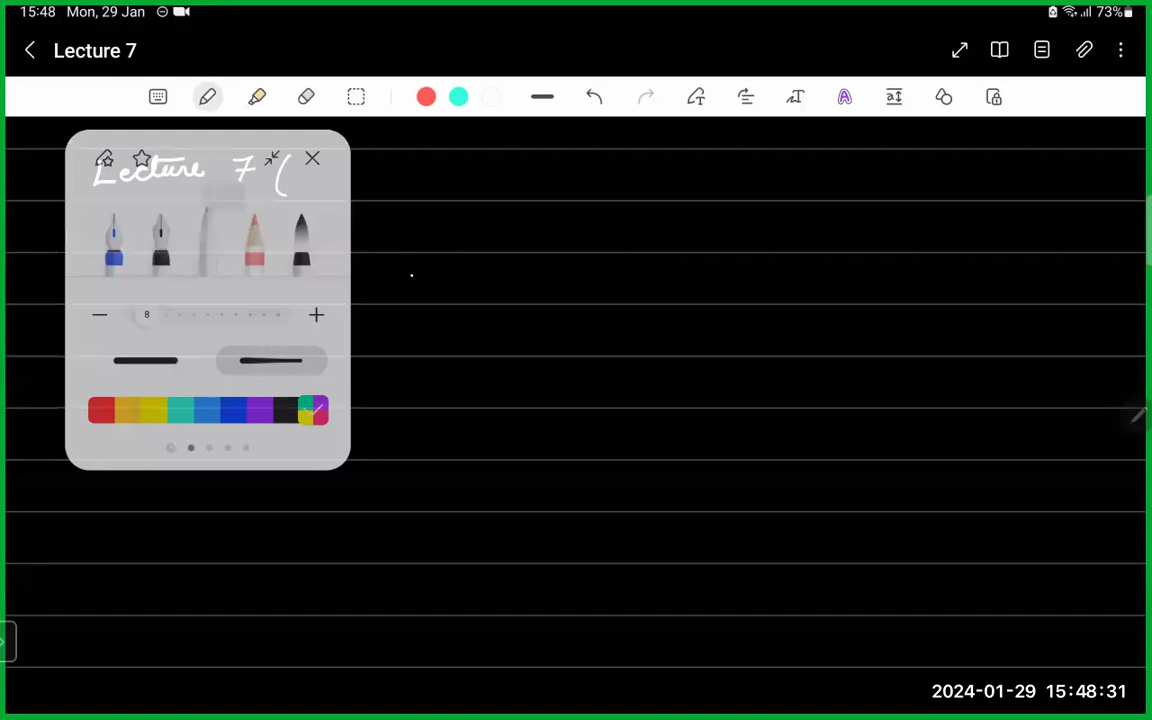 15:48 Mon, 29 Jan 73%
Lecture 7
Lecture 7 (
8
2024-01-29 15:48:31